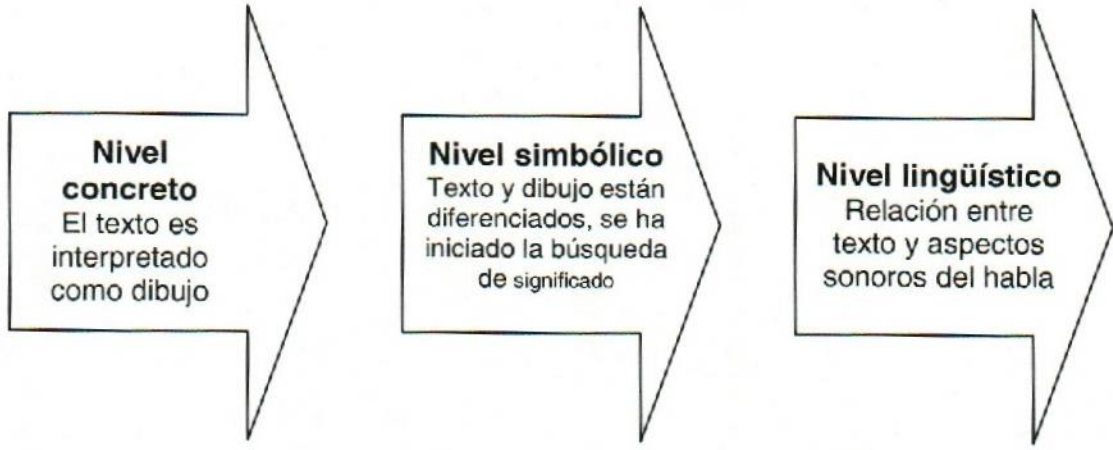 Nivel
concreto
El texto es
interpretado
como dibujo
Nivel simbólico
Texto y dibujo están
diferenciados, se ha
iniciado la búsqueda
de significado
Nivel lingüístico
Relación entre
texto y aspectos
sonoros del habla